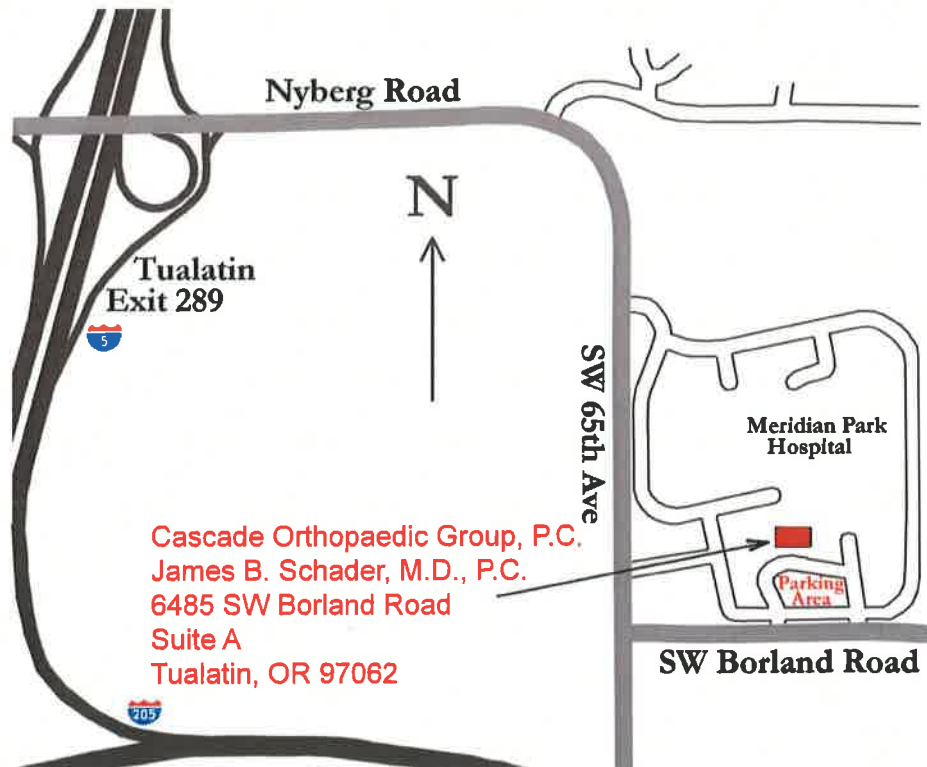 Nyberg Road
N
Tualatin
Exit 289
5
SW 65th Ave
Meridian Park
Hospital
Cascade Orthopaedic Group, P.C.
James B. Schader, M.D., P.C.
6485 SW Borland Road
Suite A
Tualatin, OR 97062
Parking
Area
SW Borland Road
205